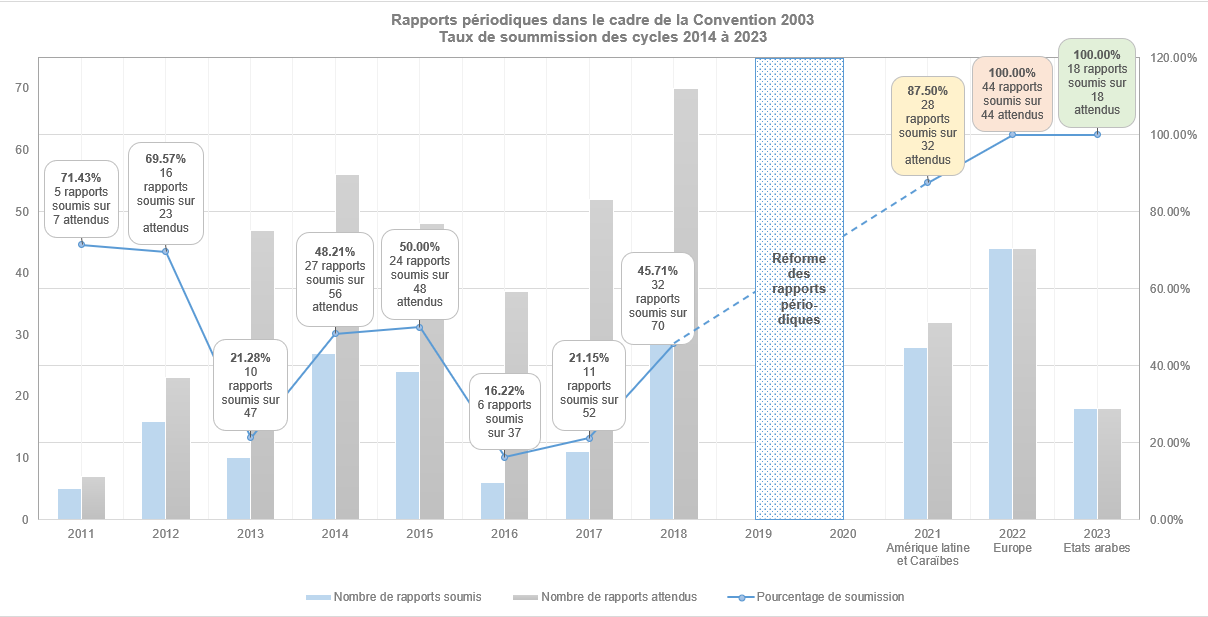 Rapports périodiques dans le cadre de la Convention 2003
Taux de soummission des cycles 2014 à 2023
70
60
50
40
30
20
10
0
120.00%
100.00%
80.00%
60.00%
40.00%
20.00%
0.00%
71.43%
5 rapports
soumis sur
7 attendus
69.57%
16
rapports
soumis sur
23
attendus
21.28%
10
rapports
soumis sur
47
48.21%
27 rapports
soumis sur
56
attendus
50.00%
24 rapports
soumis sur
48
attendus
16.22%
6 rapports
soumis
sur 37
21.15%
11
rapports
soumis sur
52
45.71%
32
rapports
soumis sur
70
Réforme
des
rapports
pério-
diques
87.50%
28
rapports
soumis sur
32
attendus
100.00%
44 rapports
soumis sur
44 attendus
100.00%
18 rapports
soumis sur
18
attendus
2011
2012
2013
2014
2015
2016
2017
2018
2019
2020
2021
Amérique latine
et Caraïbes
2022
Europe
2023
Etats arabes
Nombre de rapports soumis
Nombre de rapports attendus
Pourcentage de soumission